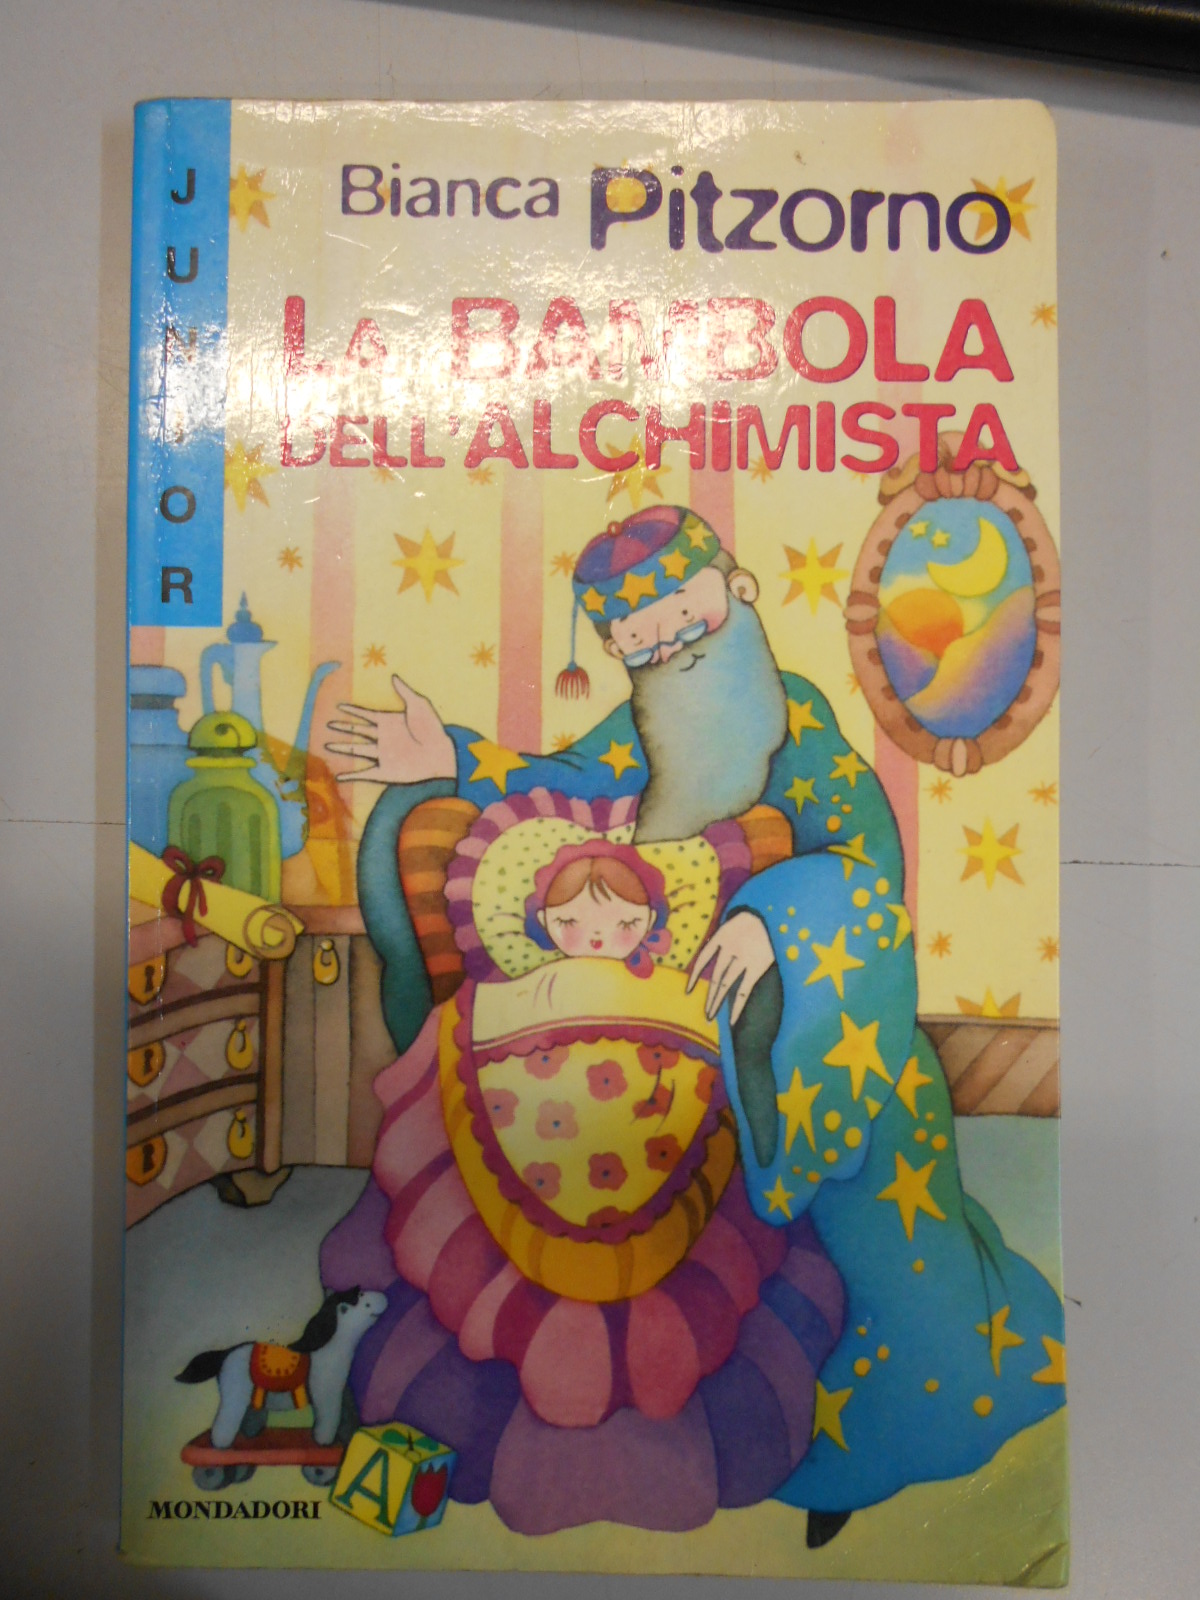 JUNIOR
Bianca Pitzorno
LA BAMBOLA
DELL'ALCHIMISTA
A
MONDADORI